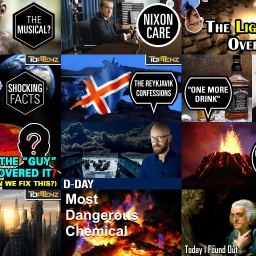 THE
MUSICAL?
NIXON
CARE
THE LIG
OVER
TOPTENZ
SHOCKING
FACTS
THE REYKJAVIK
CONFESSIONS
"ONE MORE
DRINK"
THE "GUY"
OVERED IT
WE FIX THIS?)
D-DAY
TOPTENZ
Most
Dangerous
Chemical
Today I Found Out